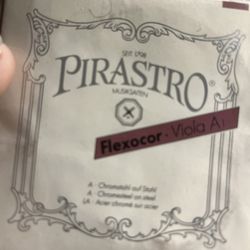 SEIT 1798
PIRASTRO
MUSIKSAITEN
Flexocor - Viola A
A - Chromstahl auf Stahl
A - Chromesteel on steel
LA - Acier chromé sur acier